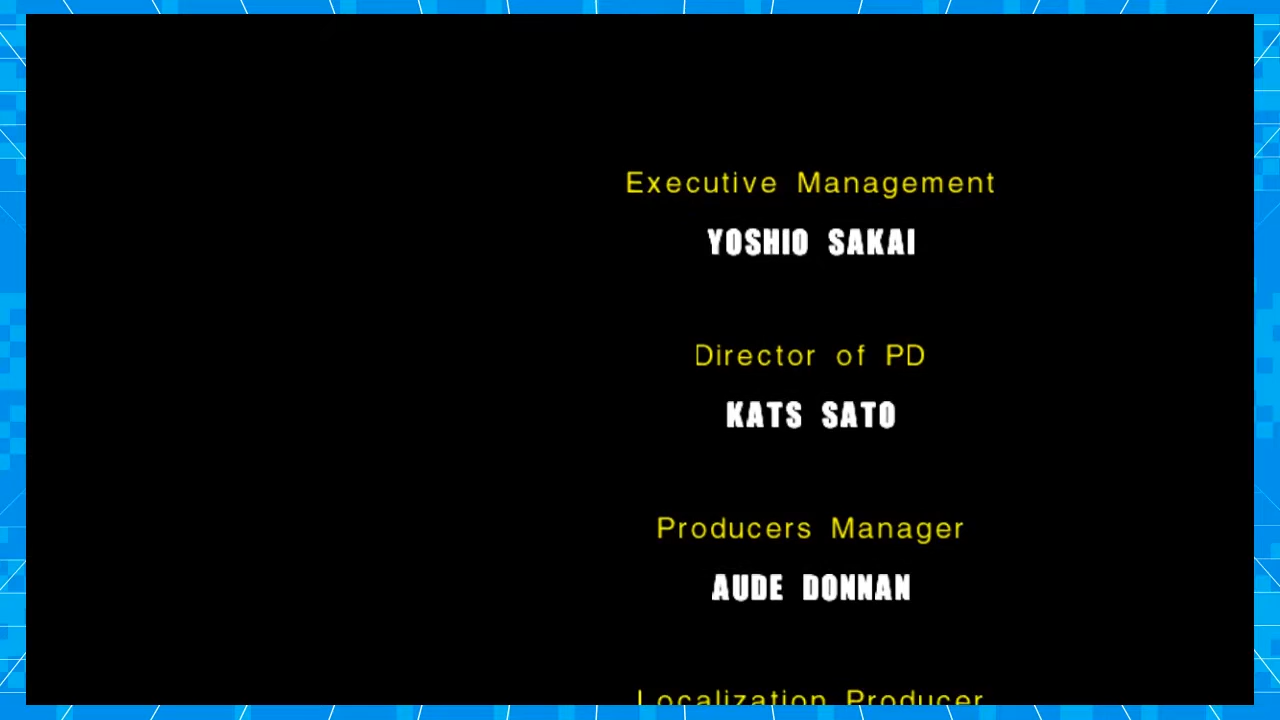 Executive Management
YOSHIO SAKAI
Director of PD
KATS SATO
Producers Manager
AUDE DONNAN
Localization Producer